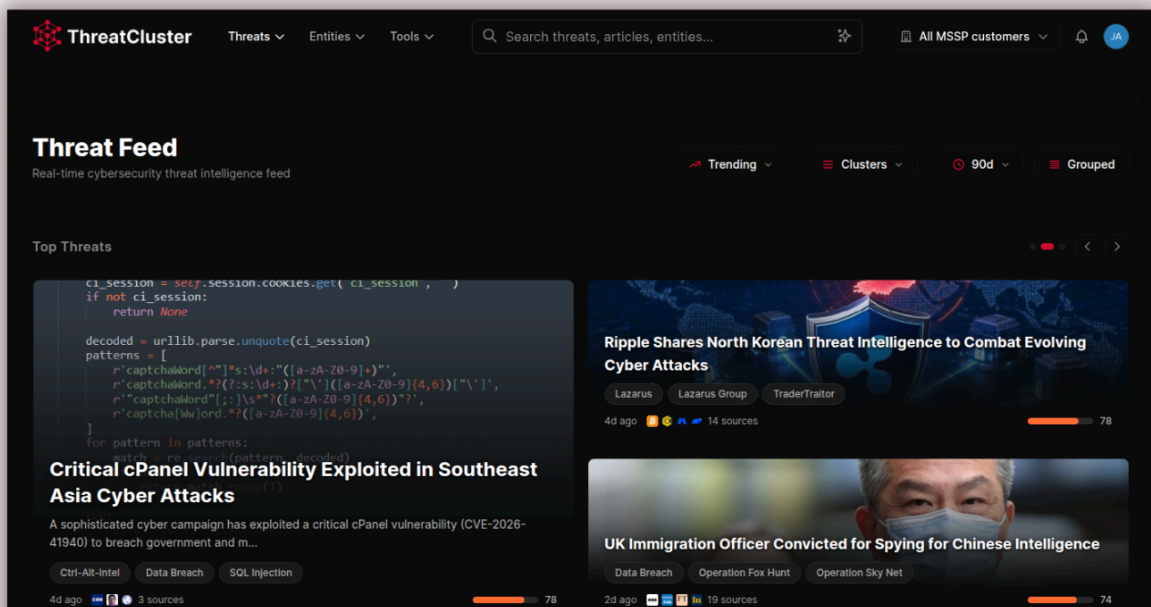 ThreatCluster
Threats
Entities
Tools
Search threats, articles, entities...
All MSSP customers
JA
Threat Feed
Real-time cybersecurity threat intelligence feed
Trending
Clusters
90d
Grouped
Top Threats
ci_session = self.session.cookies.get('ci_session', '')
if not ci_session:
return None
decoded = urllib.parse.unquote(ci_session)
patterns = [
r'captchaWord[^"]*s:\d+:"([a-zA-Z0-9]+)"',
r'captchaWord.*?(?:s:\d+:)?["\']([a-zA-Z0-9]{4,6})["\']',
r'"captchaWord"[;:]\s*"?([a-zA-Z0-9]{4,6})"?',
r'captcha[Ww]ord.*?([a-zA-Z0-9]{4,6})',
]
for pattern in patterns:
match = re.search(pattern, decoded)
Critical cPanel Vulnerability Exploited in Southeast
Asia Cyber Attacks
A sophisticated cyber campaign has exploited a critical cPanel vulnerability (CVE-2026-
41940) to breach government and m...
Ctrl-Alt-Intel
Data Breach
SQL Injection
4d ago
3 sources
78
Ripple Shares North Korean Threat Intelligence to Combat Evolving
Cyber Attacks
Lazarus
Lazarus Group
TraderTraitor
4d ago
14 sources
78
UK Immigration Officer Convicted for Spying for Chinese Intelligence
Data Breach
Operation Fox Hunt
Operation Sky Net
2d ago
19 sources
74